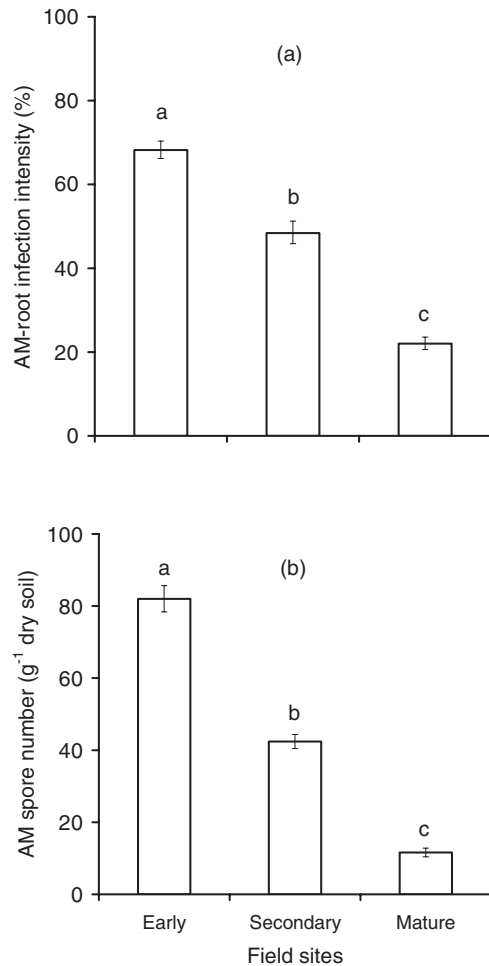 100
(a)
80
a
60
b
40
c
20
0
AM-root infection intensity (%)
100
a
(b)
80
60
b
40
20
c
0
AM spore number (g⁻¹ dry soil)
Early Secondary Mature
Field sites